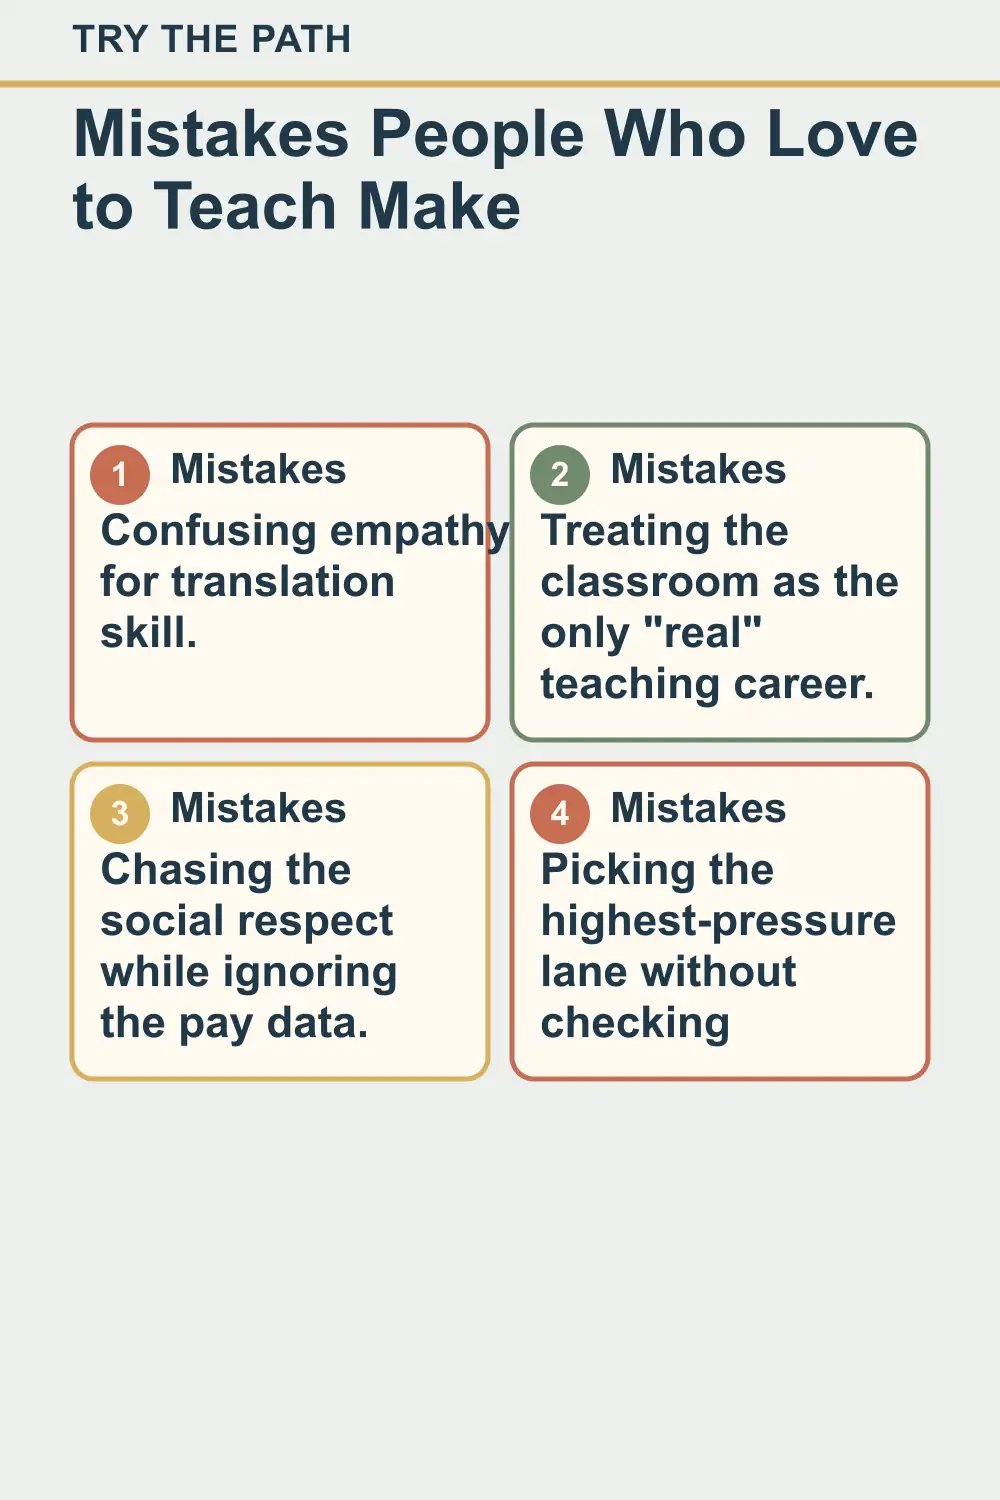 TRY THE PATH
Mistakes People Who Love
to Teach Make
1 Mistakes
Confusing empathy
for translation
skill.
2 Mistakes
Treating the
classroom as the
only "real"
teaching career.
3 Mistakes
Chasing the
social respect
while ignoring
the pay data.
4 Mistakes
Picking the
highest-pressure
lane without
checking